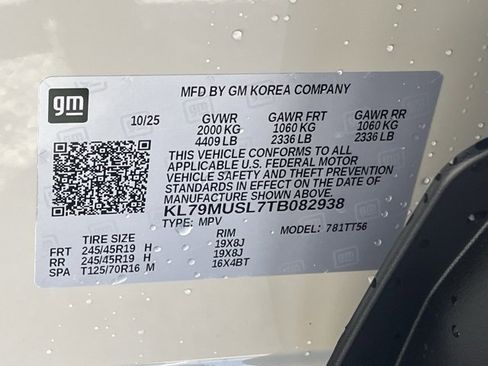 gm
MFD BY GM KOREA COMPANY
10/25 GVWR GAWR FRT GAWR RR
2000 KG 1060 KG 1060 KG
4409 LB 2336 LB 2336 LB
THIS VEHICLE CONFORMS TO ALL
APPLICABLE U.S. FEDERAL MOTOR
VEHICLE SAFETY AND THEFT PREVENTION
STANDARDS IN EFFECT ON THE DATE OF
MANUFACTURE SHOWN ABOVE.
KL79MUSL7TB082938
TYPE: MPV MODEL: 781TT56
TIRE SIZE RIM
FRT 245/45R19 H 19X8J
RR 245/45R19 H 19X8J
SPA T125/70R16 M 16X4BT